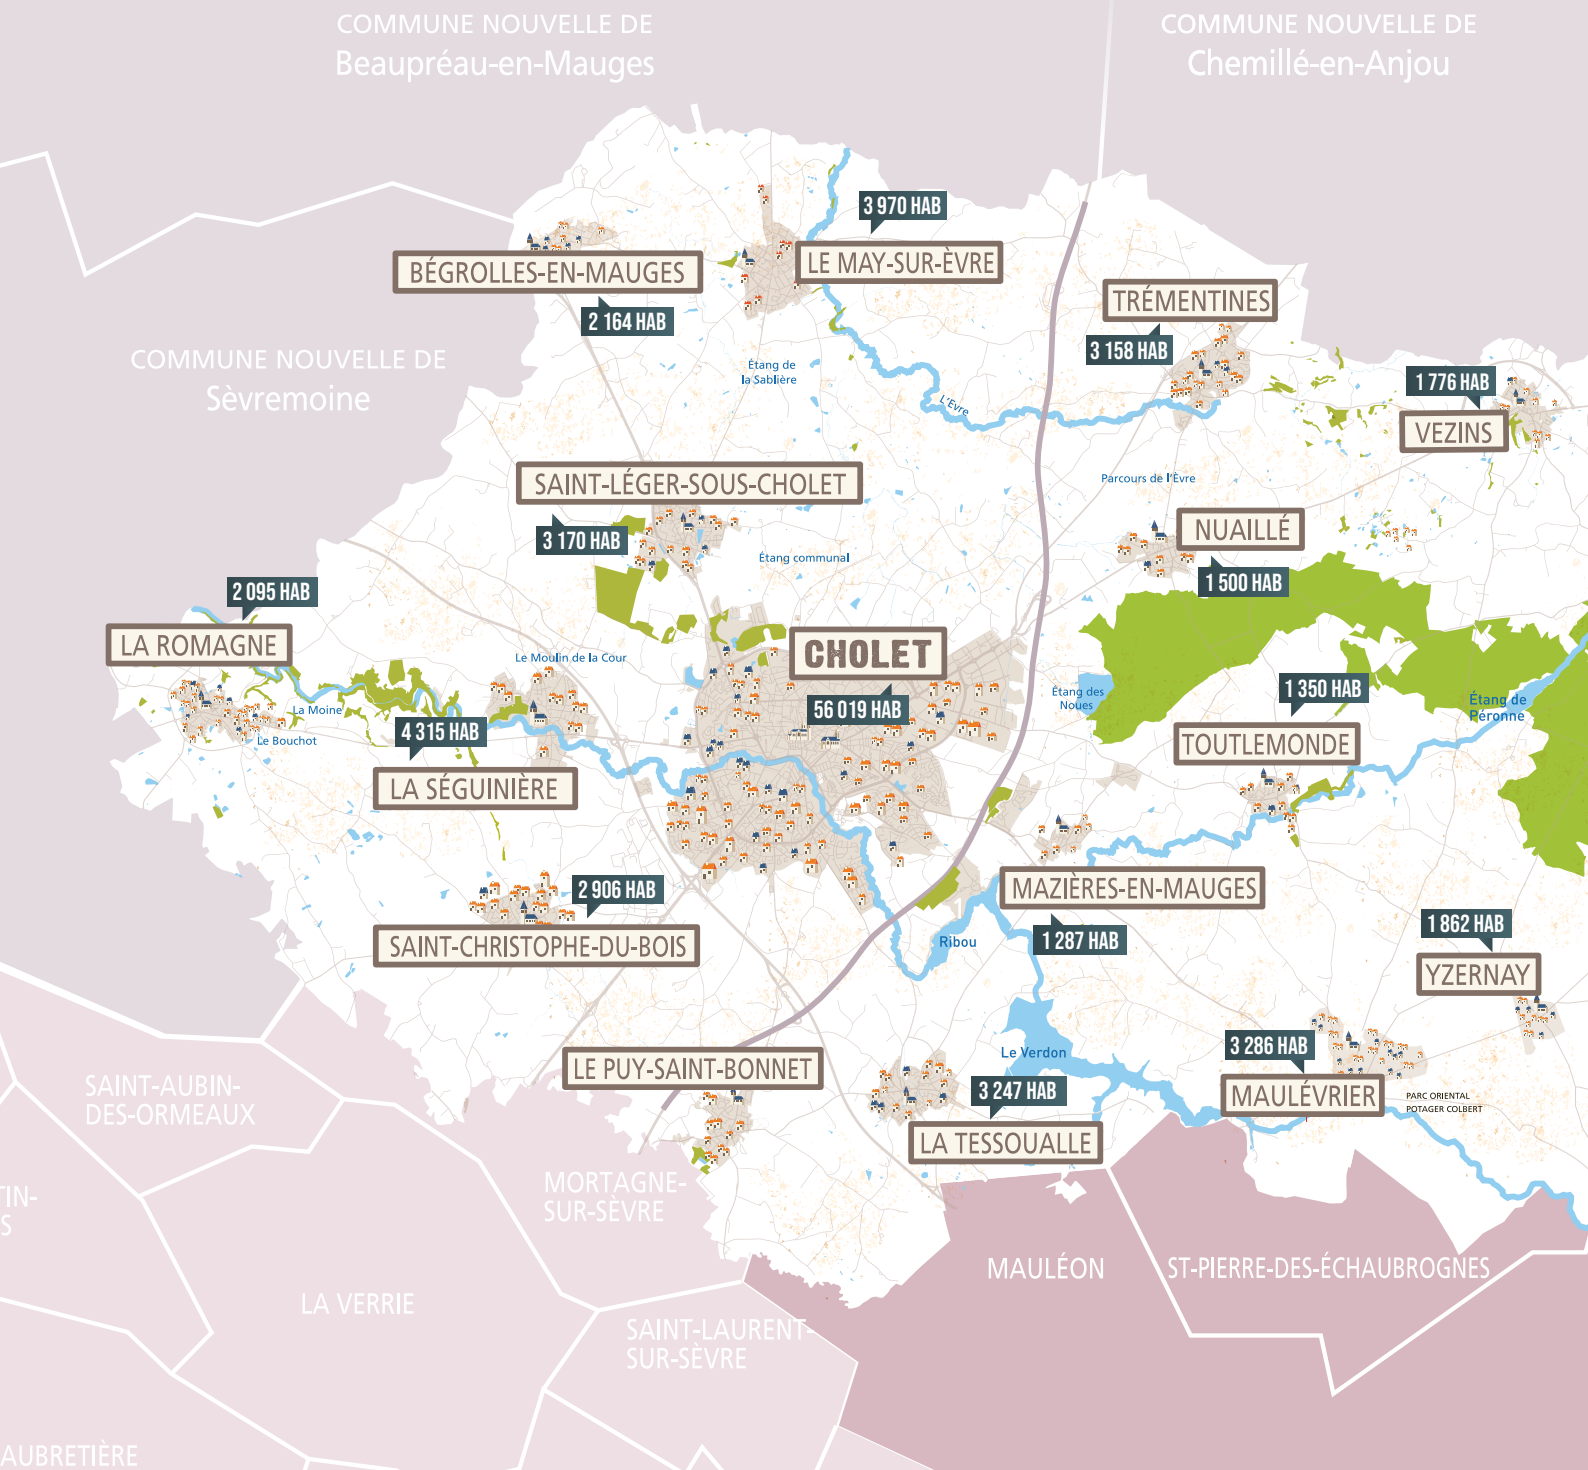 COMMUNE NOUVELLE DE
Beaupréau-en-Mauges
COMMUNE NOUVELLE DE
Chemillé-en-Anjou
3 970 HAB
LE MAY-SUR-ÈVRE
BÉGROLLES-EN-MAUGES
2 164 HAB
TRÉMENTINES
3 158 HAB
COMMUNE NOUVELLE DE
Sèvremoine
Étang de
la Sablière
L'Evre
1 776 HAB
VEZINS
SAINT-LÉGER-SOUS-CHOLET
3 170 HAB
Parcours de l'Èvre
NUAILLÉ
1 500 HAB
Étang communal
2 095 HAB
LA ROMAGNE
Le Moulin de la Cour
CHOLET
56 019 HAB
Étang des
Noues
1 350 HAB
TOUTLEMONDE
Étang de
Péronne
La Moine
Le Bouchot
4 315 HAB
LA SÉGUINIÈRE
2 906 HAB
SAINT-CHRISTOPHE-DU-BOIS
MAZIÈRES-EN-MAUGES
1 287 HAB
1
Ribou
1 862 HAB
YZERNAY
Le Verdon
3 286 HAB
MAULÉVRIER
PARC ORIENTAL
POTAGER COLBERT
LE PUY-SAINT-BONNET
3 247 HAB
LA TESSOUALLE
SAINT-AUBIN-
DES-ORMEAUX
MORTAGNE-
SUR-SÈVRE
TIN-
S
MAULÉON
ST-PIERRE-DES-ÉCHAUBROGNES
LA VERRIE
SAINT-LAURENT-
SUR-SÈVRE
AUBRETIÈRE